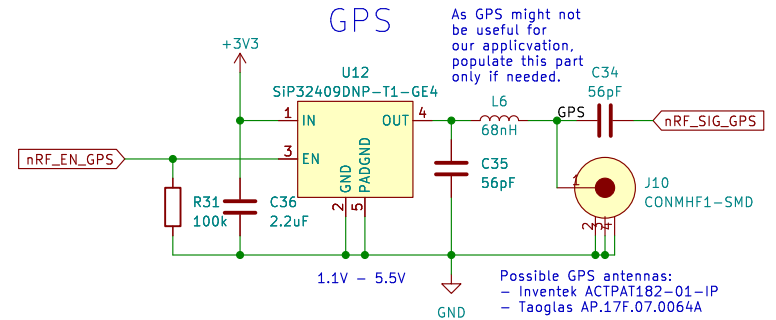 GPS
As GPS might not
be useful for
our applicvation,
populate this part
only if needed.
+3V3
U12
SiP32409DNP-T1-GE4
C34
56pF
1
IN
OUT
4
L6
68nH
GPS
nRF_SIG_GPS
nRF_EN_GPS
3
EN
GND
PADGND
2
5
C35
56pF
1
J10
CONMHF1-SMD
2
3
4
R31
100k
C36
2.2uF
1.1V - 5.5V
GND
Possible GPS antennas:
- Inventek ACTPAT182-01-IP
- Taoglas AP.17F.07.0064A